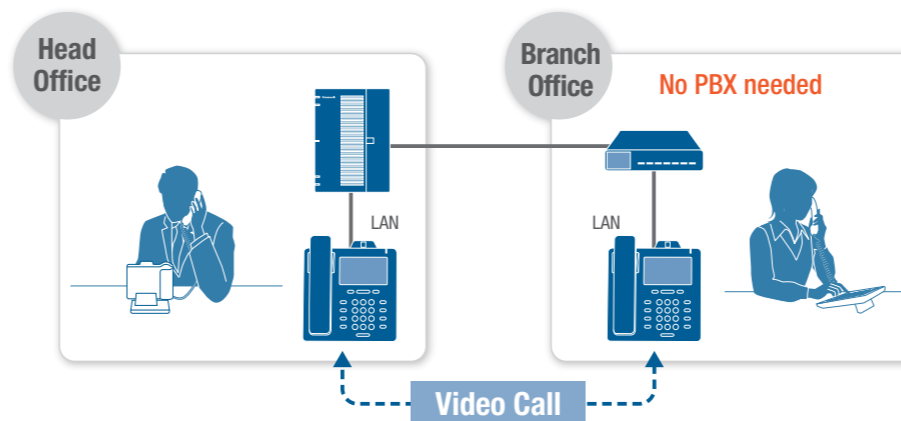 Head
Office
Branch
Office
No PBX needed
LAN
LAN
Video Call